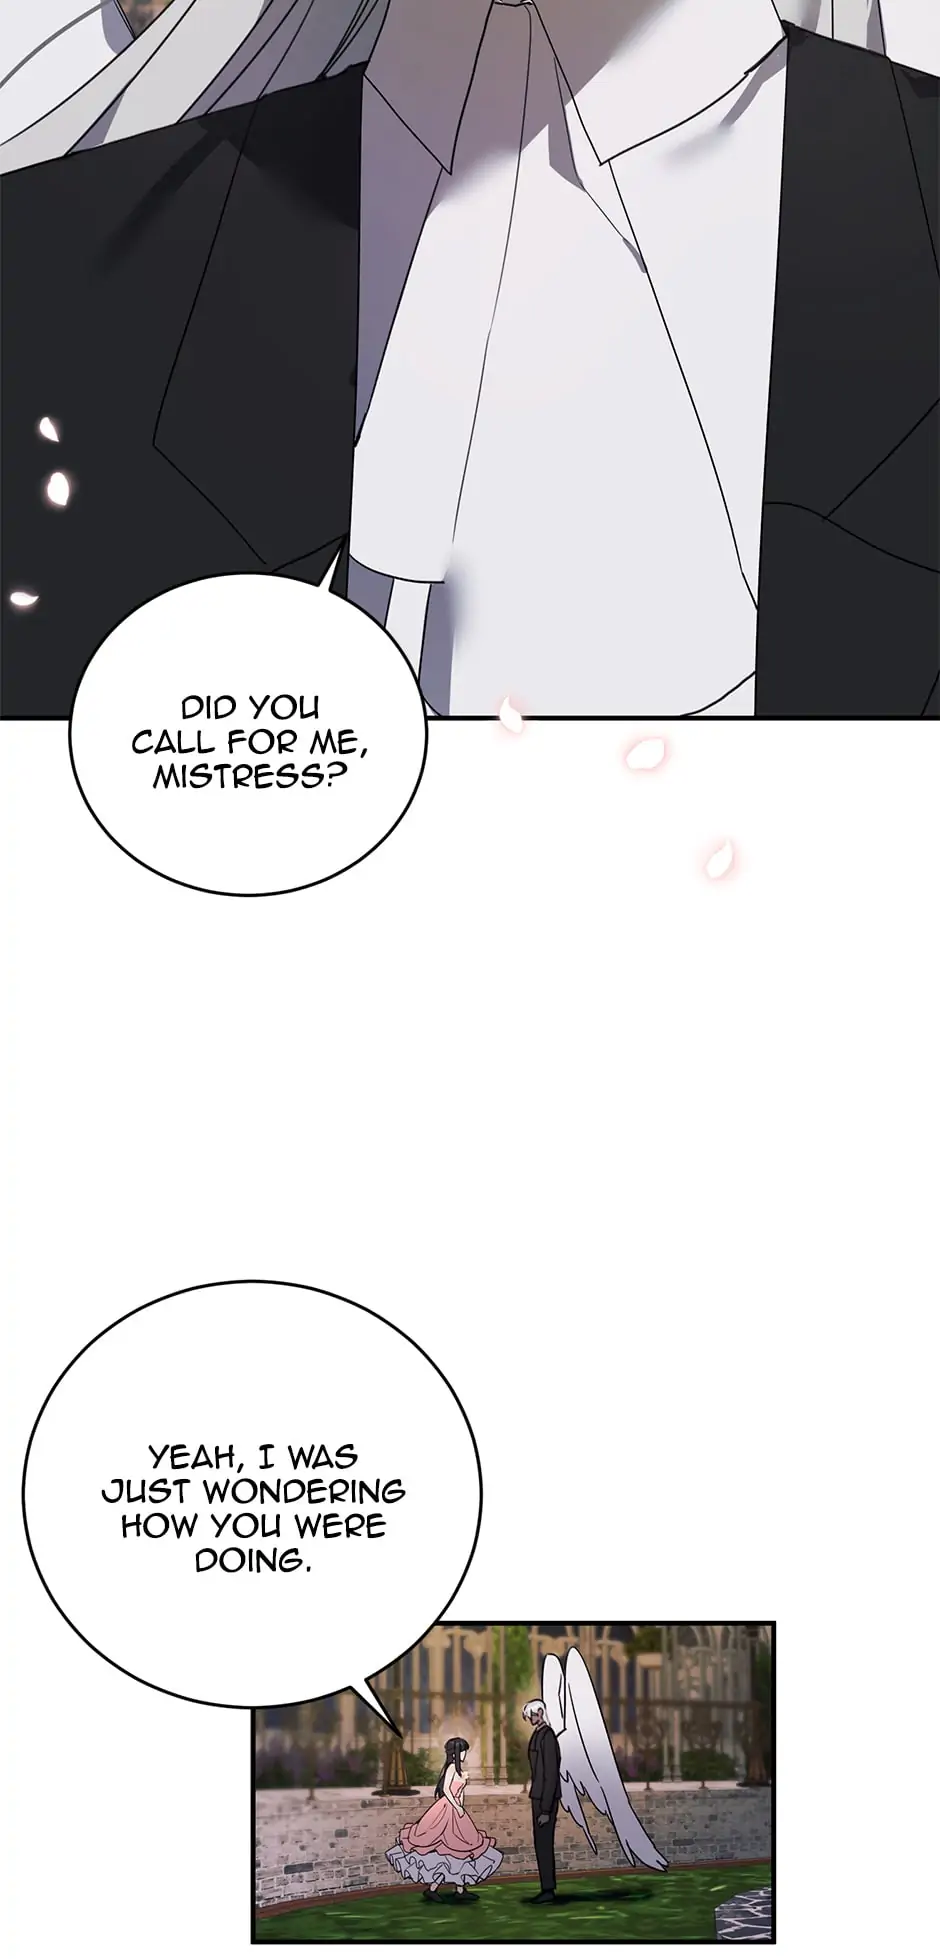 DID YOU
CALL FOR ME,
MISTRESS?
YEAH, I WAS
JUST WONDERING
HOW YOU WERE
DOING.